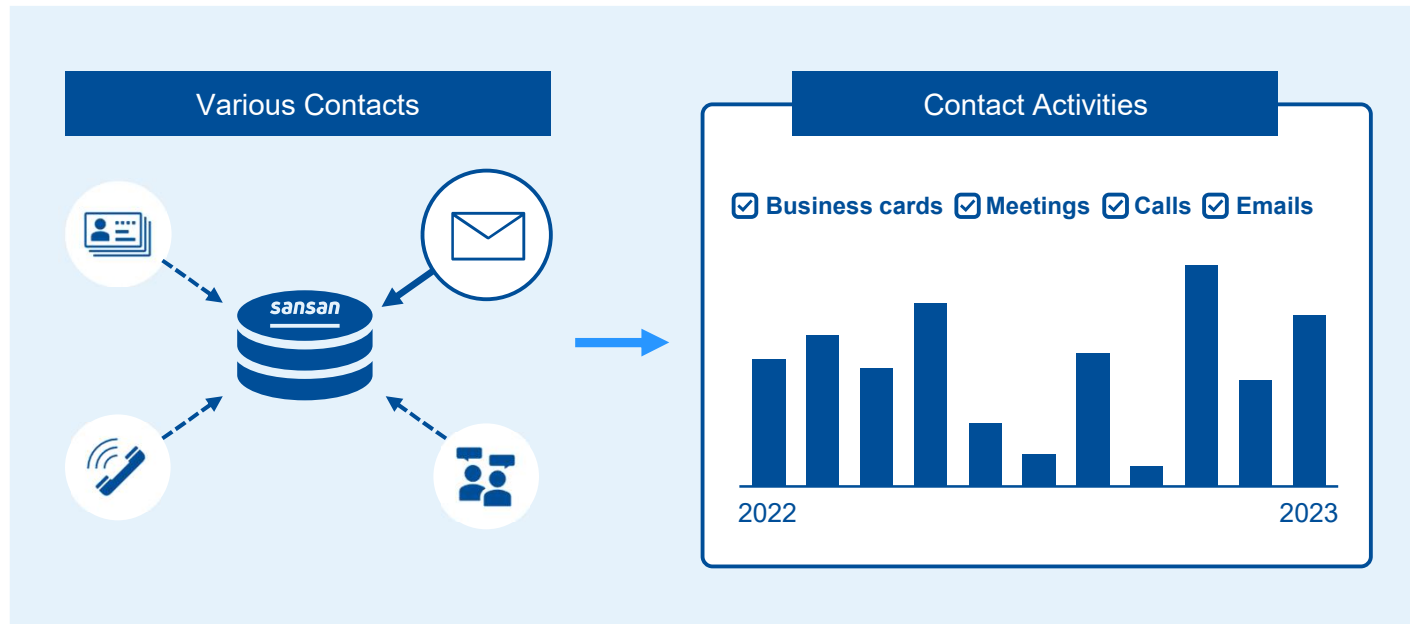 Various Contacts
Contact Activities
sansan
Business cards Meetings Calls Emails
2022 2023